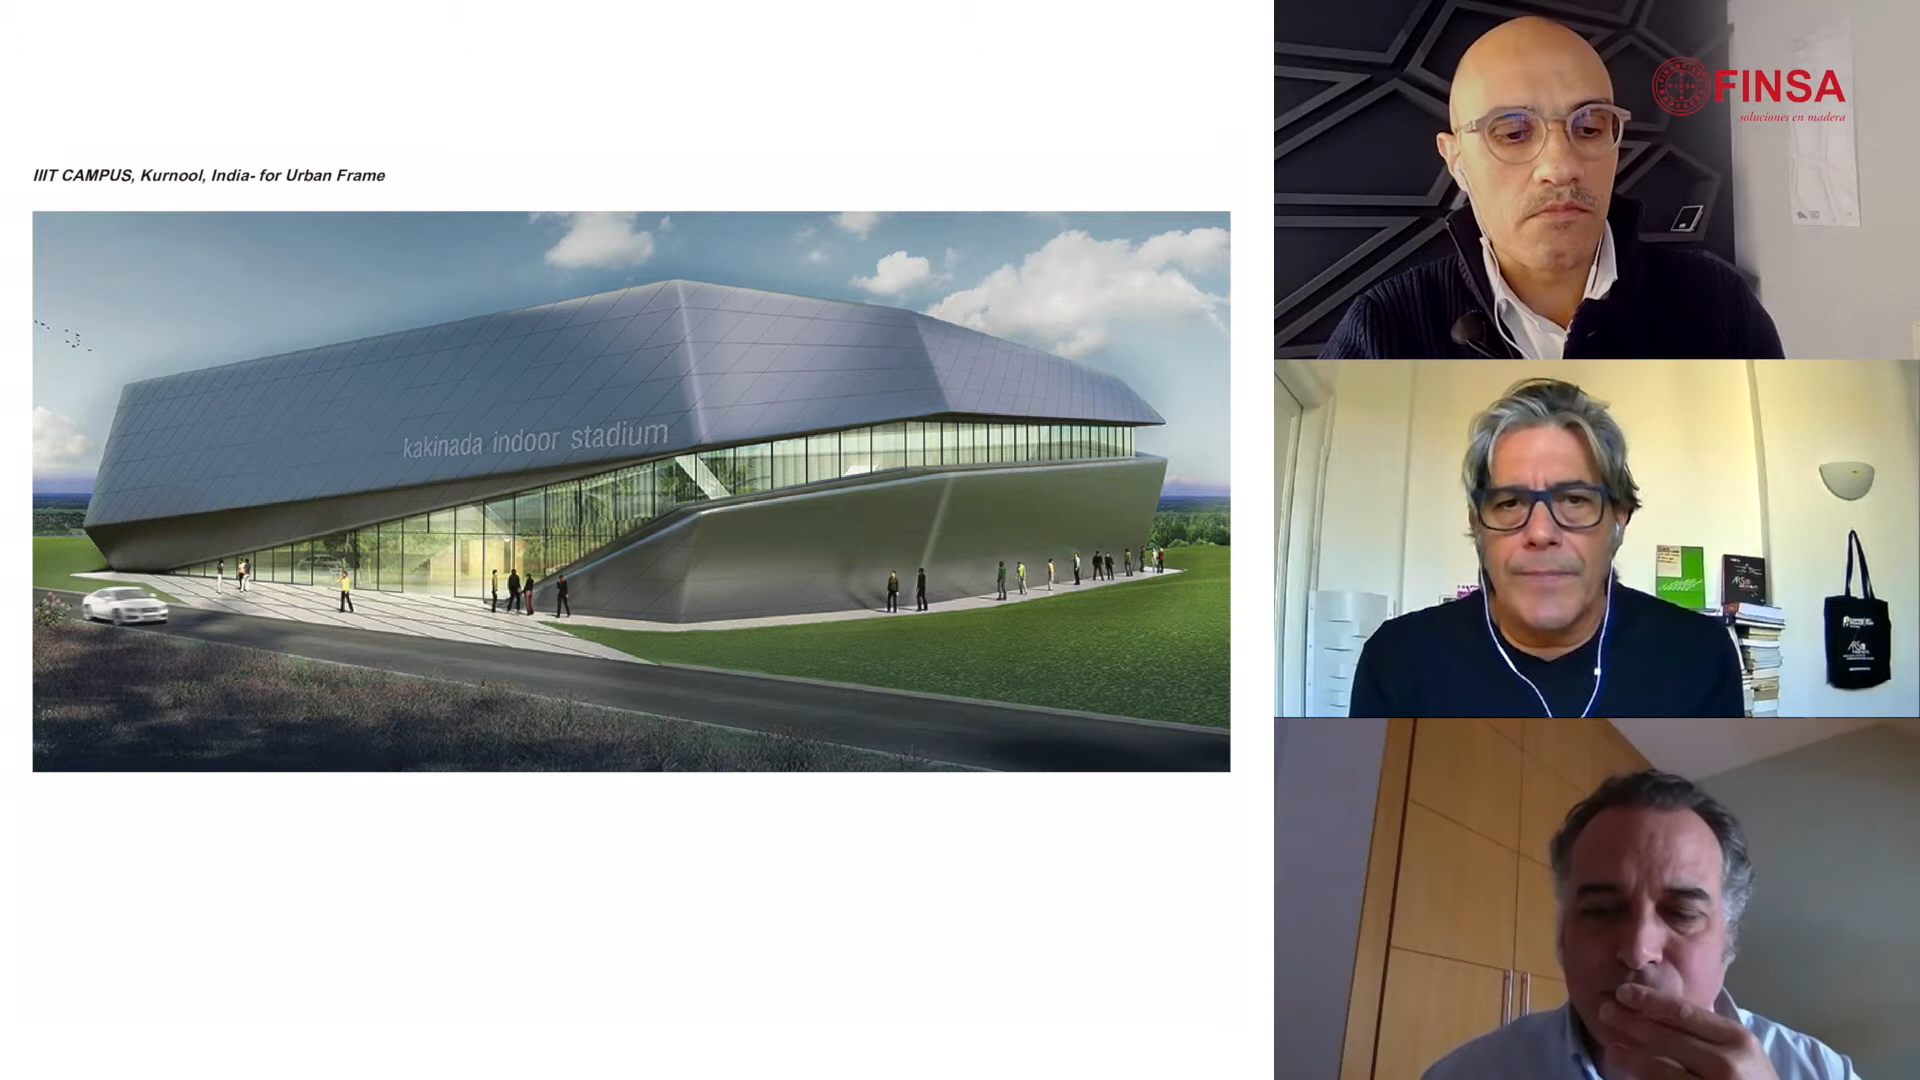 IIIT CAMPUS, Kurnool, India- for Urban Frame
kakinada indoor stadium
FINSA
soluciones en madera